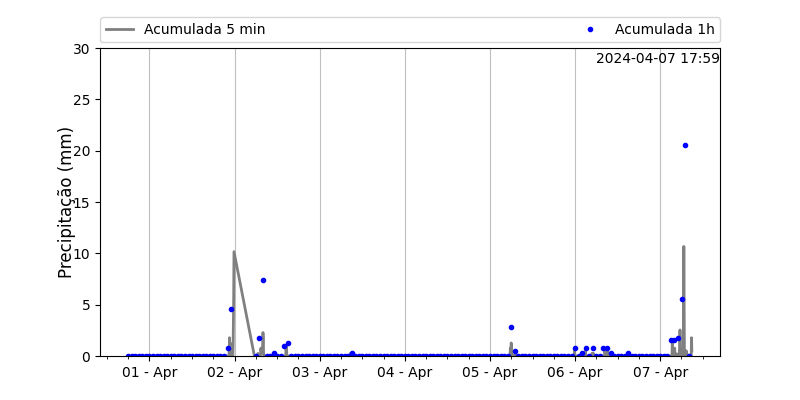 Acumulada 5 min
Acumulada 1h
2024-04-07 17:59
Precipitação (mm)
30
25
20
15
10
5
0
01 - Apr
02 - Apr
03 - Apr
04 - Apr
05 - Apr
06 - Apr
07 - Apr